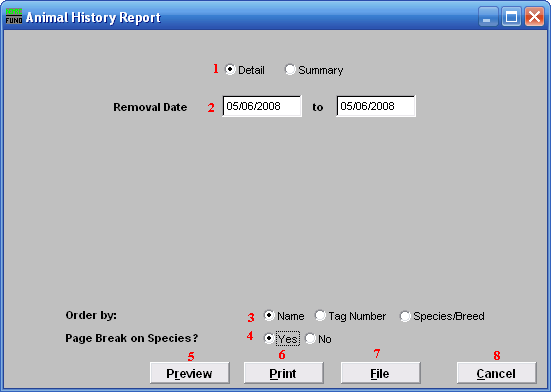 FUND Animal History Report
1 Detail Summary
Removal Date 2 05/06/2008 to 05/06/2008
Order by: 3 Name Tag Number Species/Breed
Page Break on Species? 4 Yes No
5 6 7 8
Preview Print File Cancel